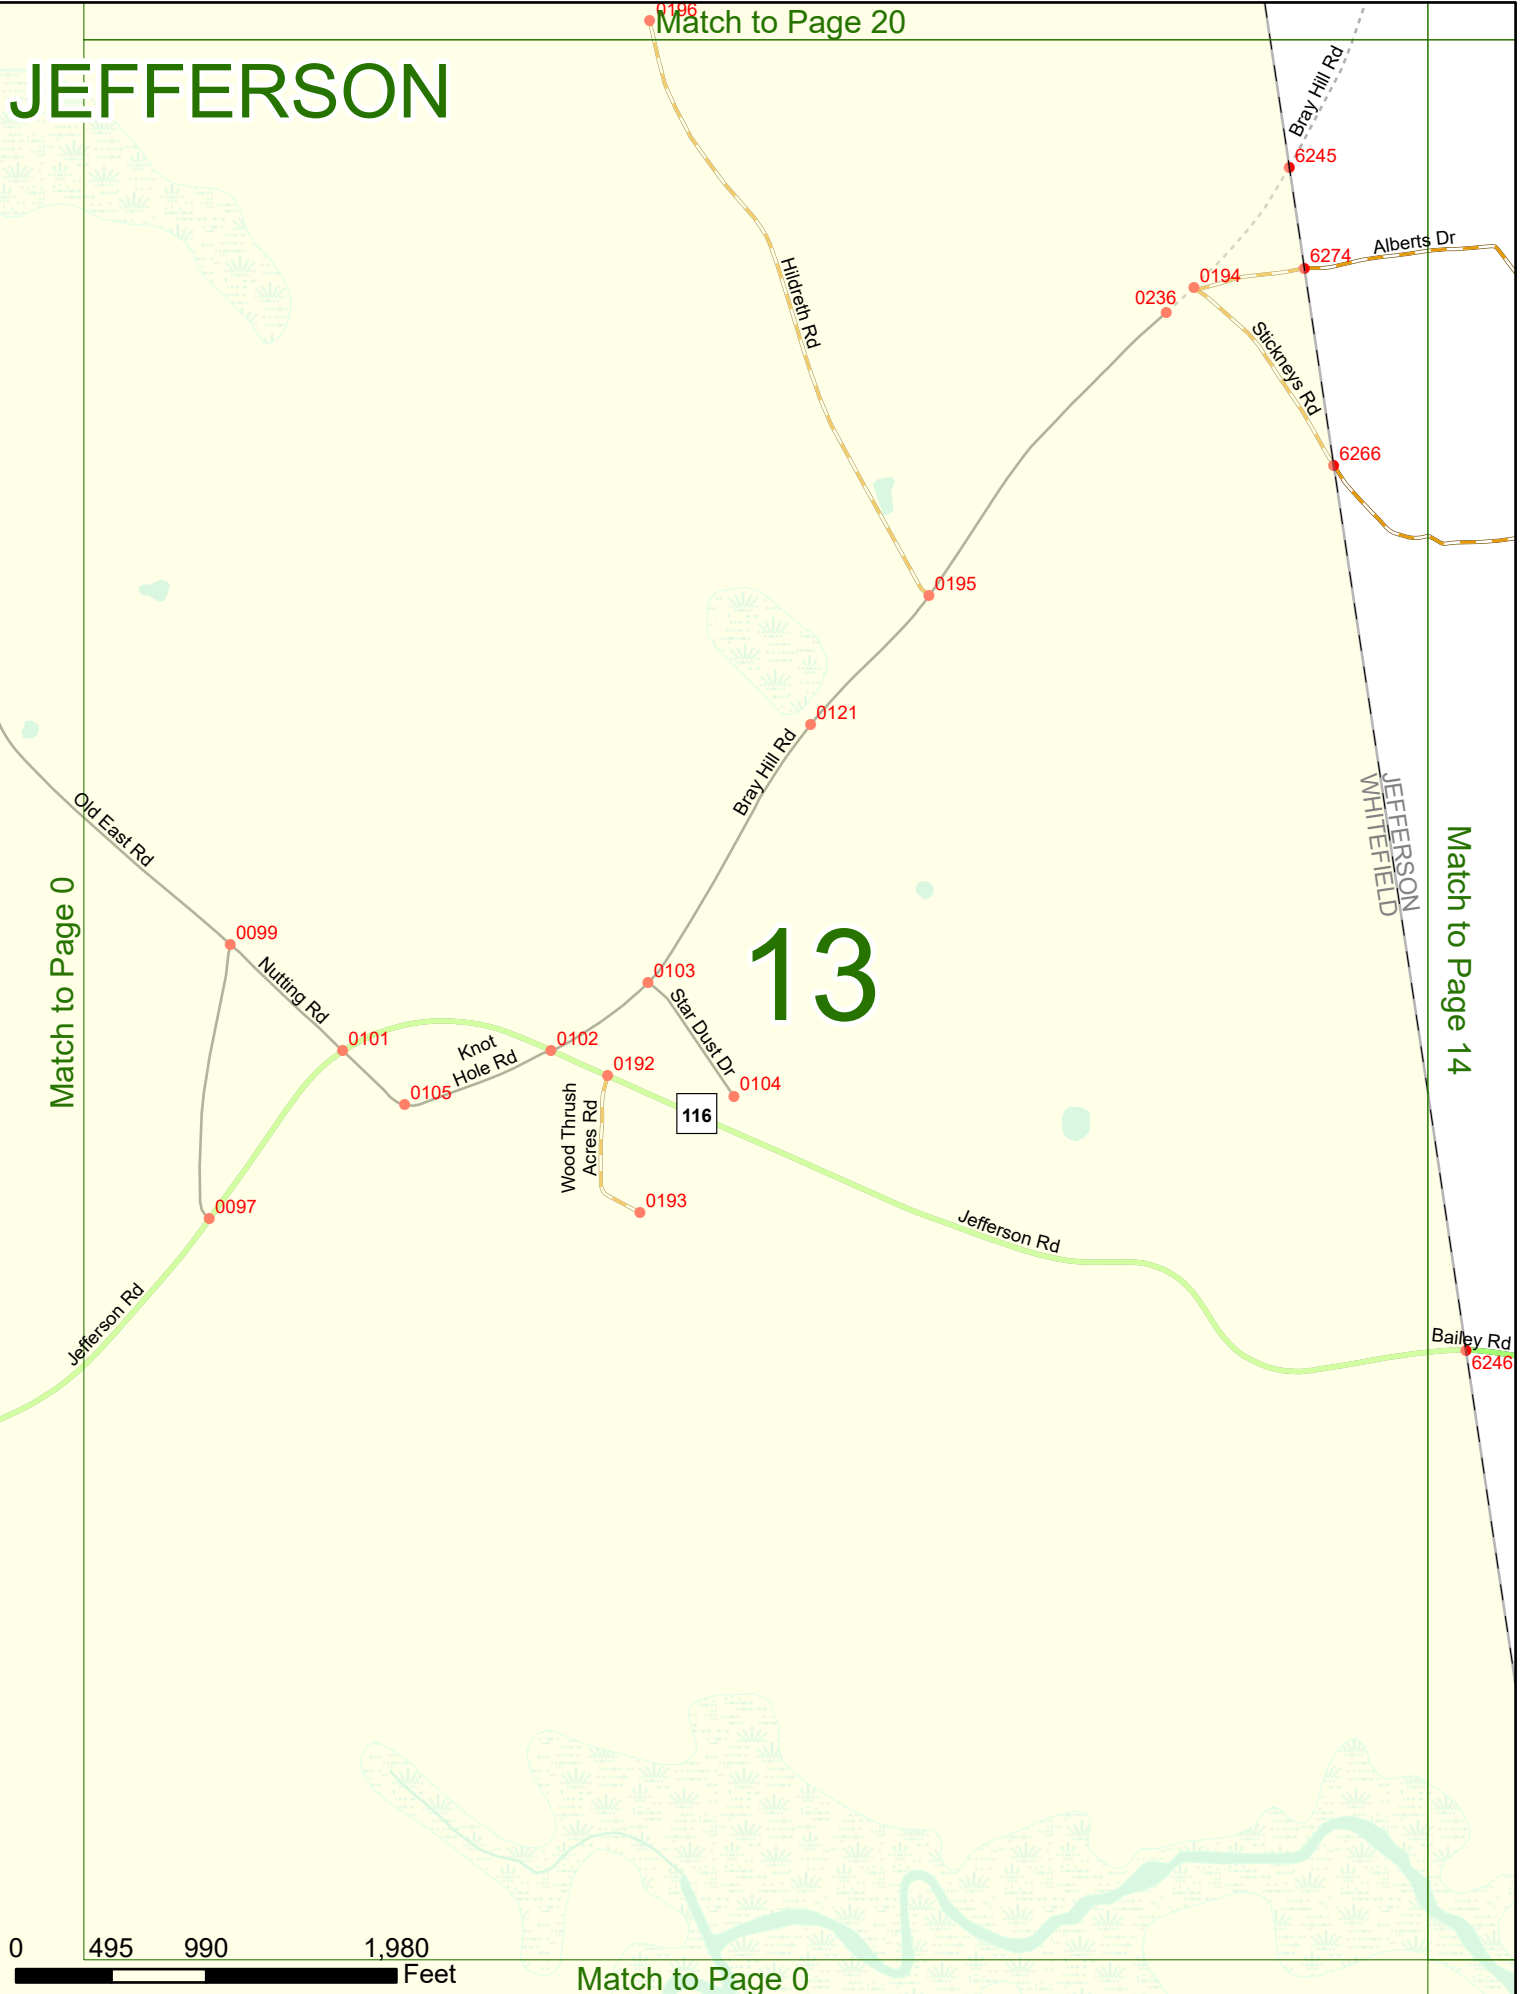 0196
Match to Page 20
JEFFERSON
Bray Hill Rd
6245
Alberts Dr
6274
0194
0236
Hildreth Rd
Stickneys Rd
6266
0195
0121
Bray Hill Rd
JEFFERSON
WHITEFIELD
Old East Rd
Match to Page 0
Match to Page 14
0099
13
Nutting Rd
0103
Star Dust Dr
0101
0102
Knot
Hole Rd
0192
0105
0104
Wood Thrush
Acres Rd
116
0193
0097
Jefferson Rd
Jefferson Rd
Bailey Rd
6246
0 495 990 1,980
Feet
Match to Page 0